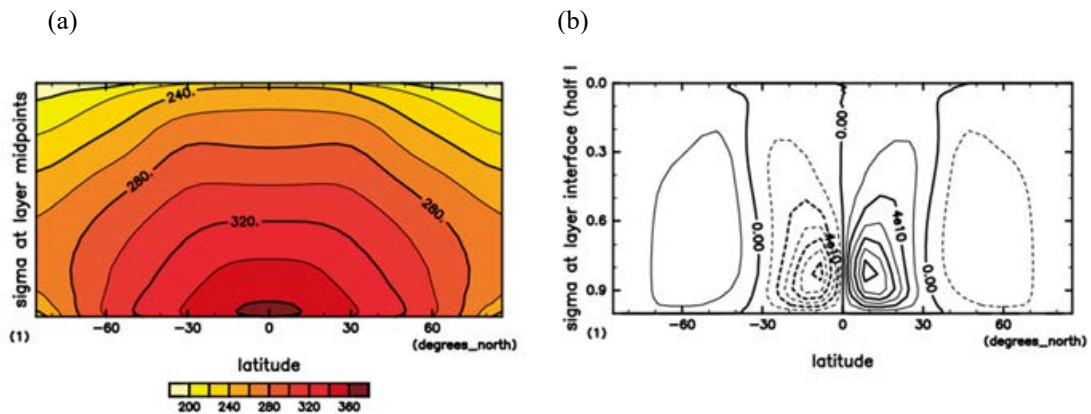 (a)
(b)
sigma at layer midpoints
240.
280.
280.
320.
(1)
−60
−30
0
30
60
(degrees_north)
latitude
200 240 280 320 360
sigma at layer interface (half l
0.0
0.3
0.6
0.9
0.00
0.00
0.00
4e10
4e10
(1)
−60
−30
0
30
60
(degrees_north)
latitude